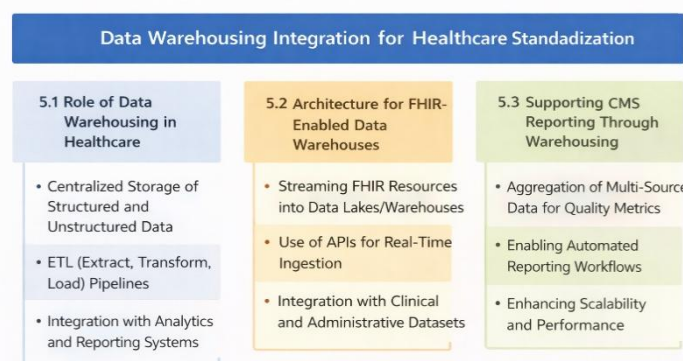 Data Warehousing Integration for Healthcare Standadization
5.1 Role of Data
Warehousing in
Healthcare
• Centralized Storage of
Structured and
Unstructured Data
• ETL (Extract, Transform,
Load) Pipelines
• Integration with Analytics
and Reporting Systems
5.2 Architecture for FHIR-
Enabled Data
Warehouses
• Streaming FHIR Resources
into Data Lakes/Warehouses
• Use of APIs for Real-Time
Ingestion
• Integration with Clinical
and Administrative Datasets
5.3 Supporting CMS
Reporting Through
Warehousing
• Aggregation of Multi-Source
Data for Quality Metrics
• Enabling Automated
Reporting Workflows
• Enhancing Scalability
and Performance